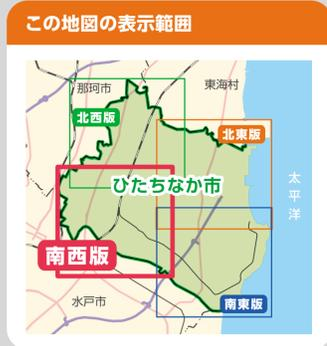 この地図の表示範囲
那珂市
東海村
北西版
北東版
ひたちなか市
太平洋
南西版
水戸市
南東版